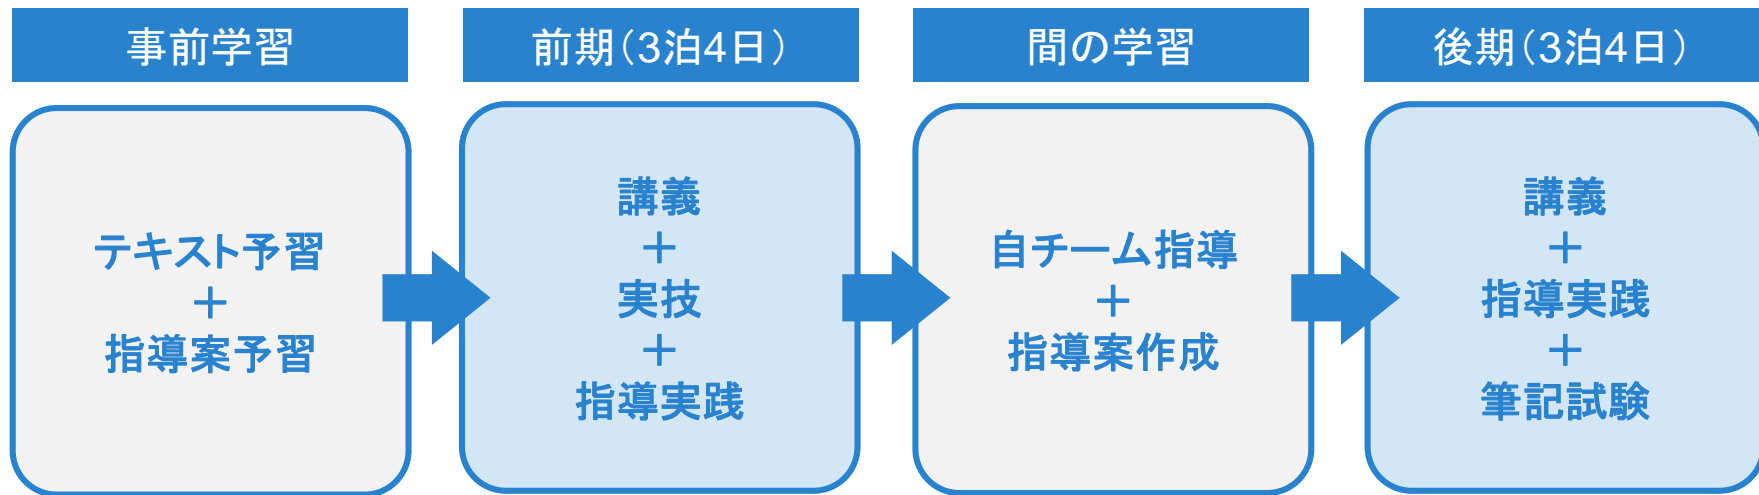 事前学習
テキスト予習
＋
指導案予習
前期（3泊4日）
講義
＋
実技
＋
指導実践
間の学習
自チーム指導
＋
指導案作成
後期（3泊4日）
講義
＋
指導実践
＋
筆記試験